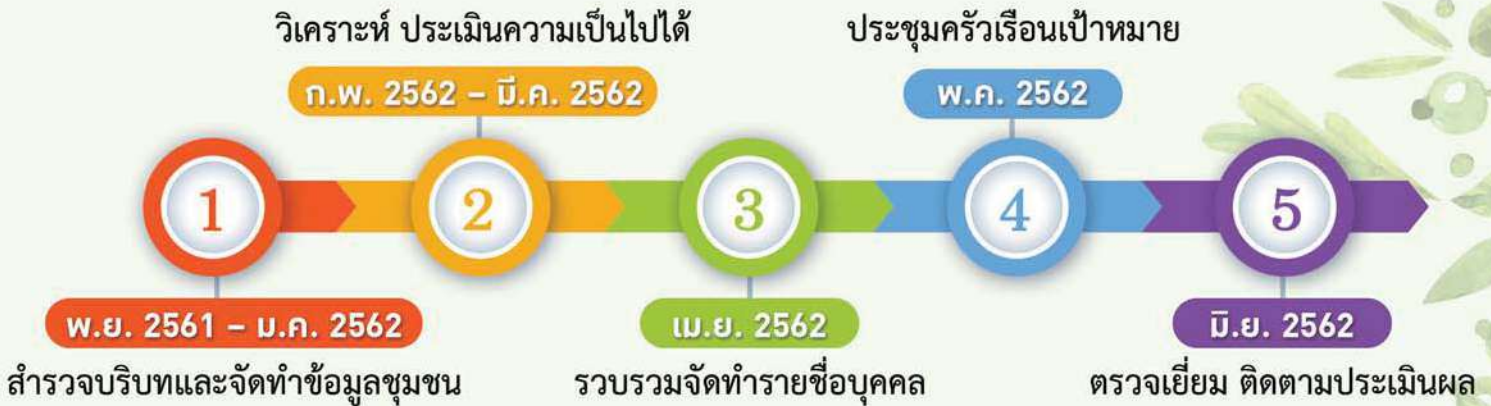 วิเคราะห์ ประเมินความเป็นไปได้
ประชุมครัวเรือนเป้าหมาย
ก.พ. 2562 – มี.ค. 2562
พ.ค. 2562
1
2
3
4
5
พ.ย. 2561 – ม.ค. 2562
เม.ย. 2562
มิ.ย. 2562
สำรวจบริบทและจัดทำข้อมูลชุมชน
รวบรวมจัดทำรายชื่อบุคคล
ตรวจเยี่ยม ติดตามประเมินผล